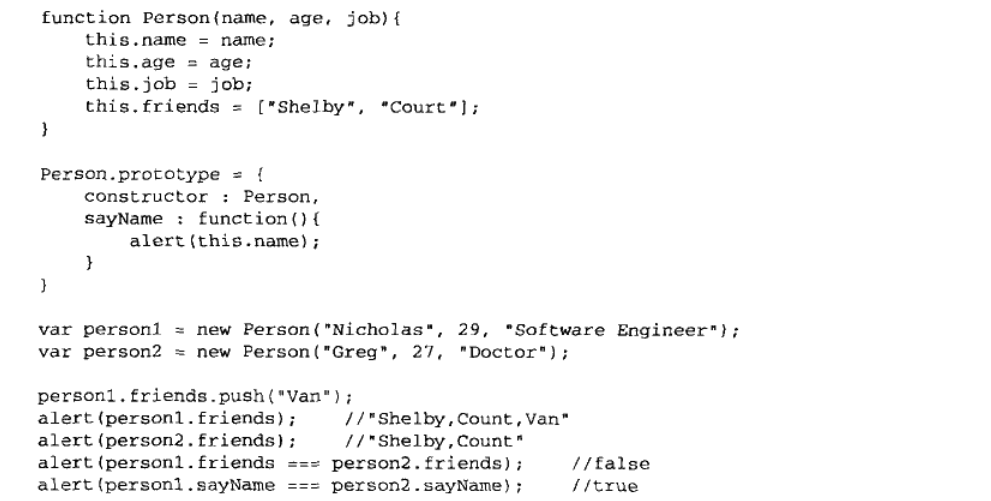 function Person(name, age, job){
    this.name = name;
    this.age = age;
    this.job = job;
    this.friends = ["Shelby", "Court"];
}

Person.prototype = {
    constructor : Person,
    sayName : function(){
        alert(this.name);
    }
}

var person1 = new Person("Nicholas", 29, "Software Engineer");
var person2 = new Person("Greg", 27, "Doctor");

person1.friends.push("Van");
alert(person1.friends);    //"Shelby,Count,Van"
alert(person2.friends);    //"Shelby,Count"
alert(person1.friends === person2.friends);    //false
alert(person1.sayName === person2.sayName);    //true